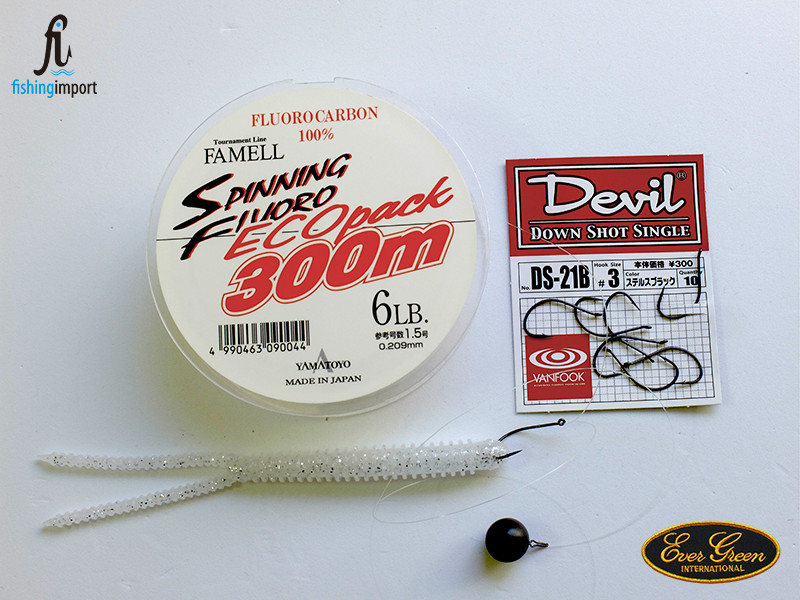 fi
fishingimport
FLUOROCARBON
100%
Tournament Line
FAMELL
SPINNING
FLUORO
ECOpack
300m
6LB.
参考号数1.5号
0.209mm
4 990463 090044
YAMATOYO
MADE IN JAPAN
Devil®
DOWN SHOT SINGLE
本体価格 ¥300
No. DS-21B
Hook Size
# 3
Color
ステルスブラック
Quantity
10
VANFOOK
Ever Green
INTERNATIONAL